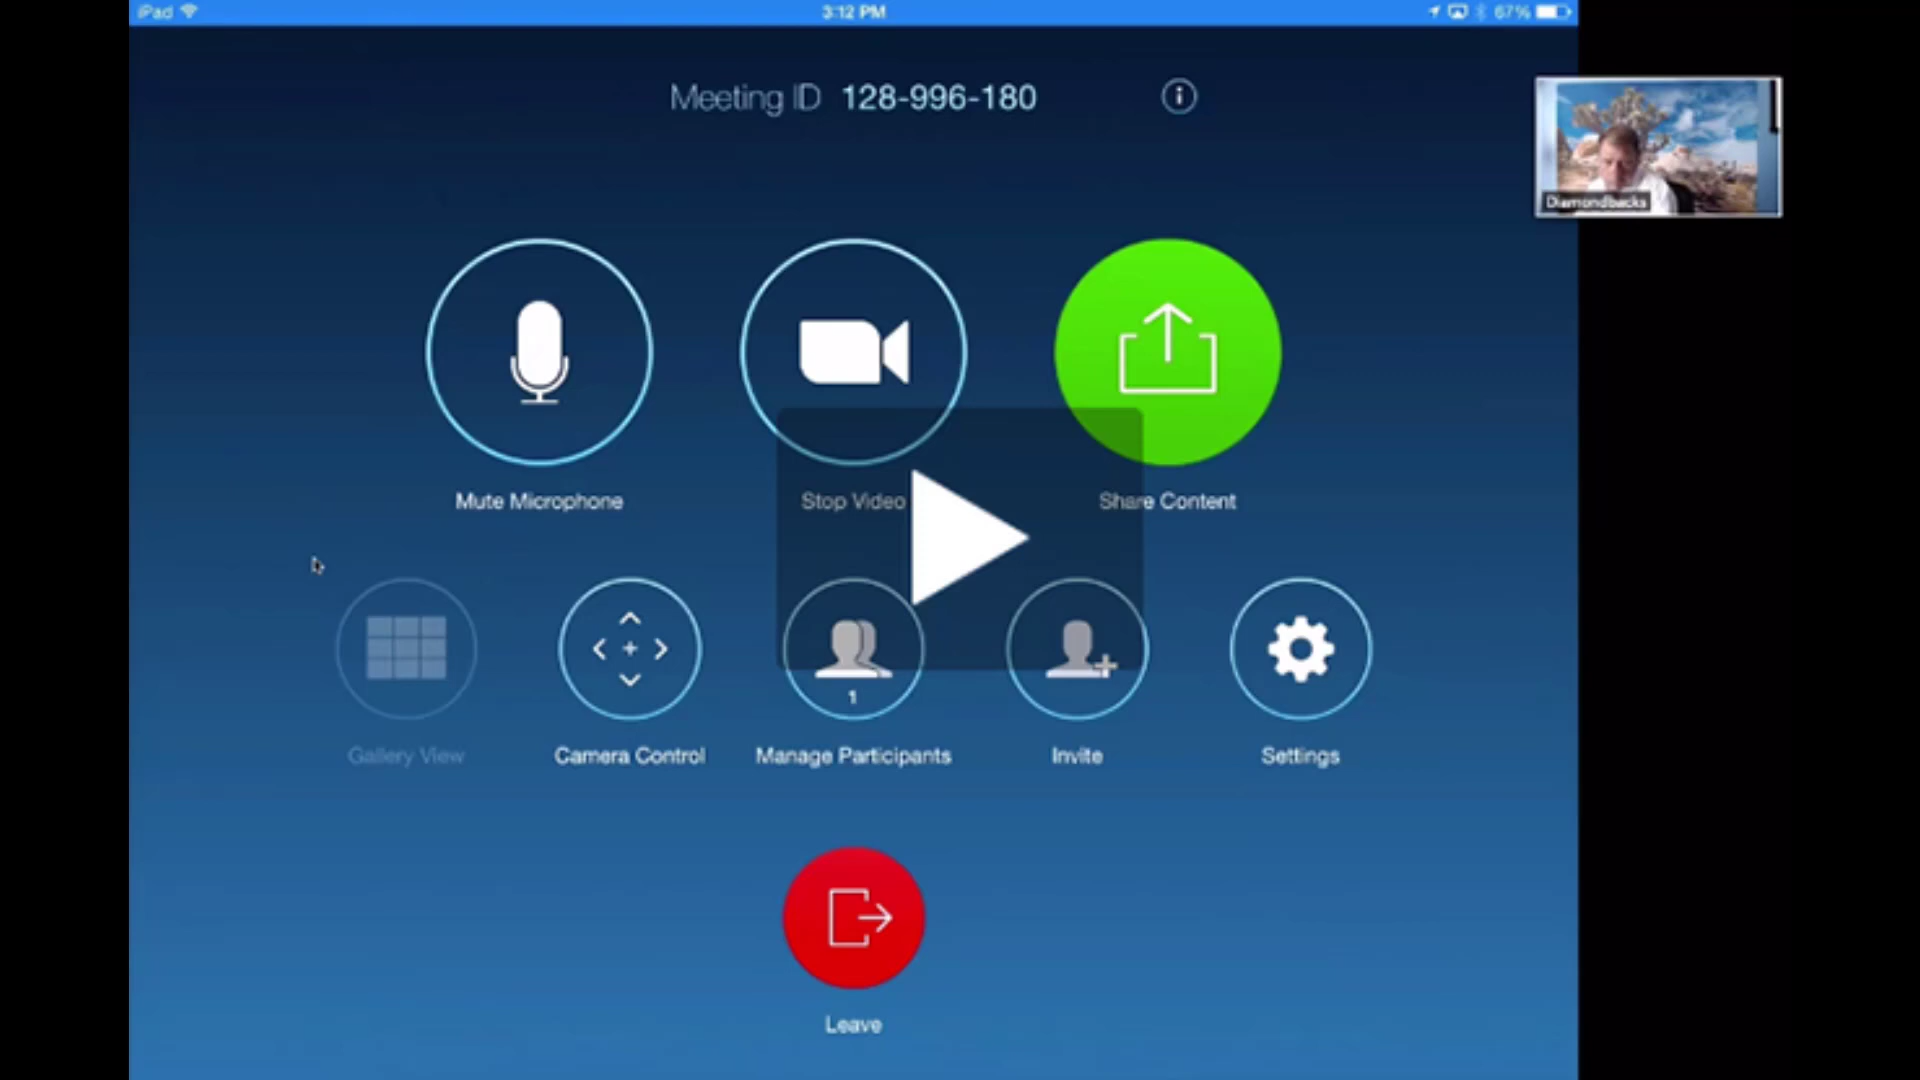 iPad 3:12 PM 67%
Meeting ID 128-996-180
Diamondbacks
Mute Microphone Stop Video Share Content
1
Gallery View Camera Control Manage Participants Invite Settings
Leave